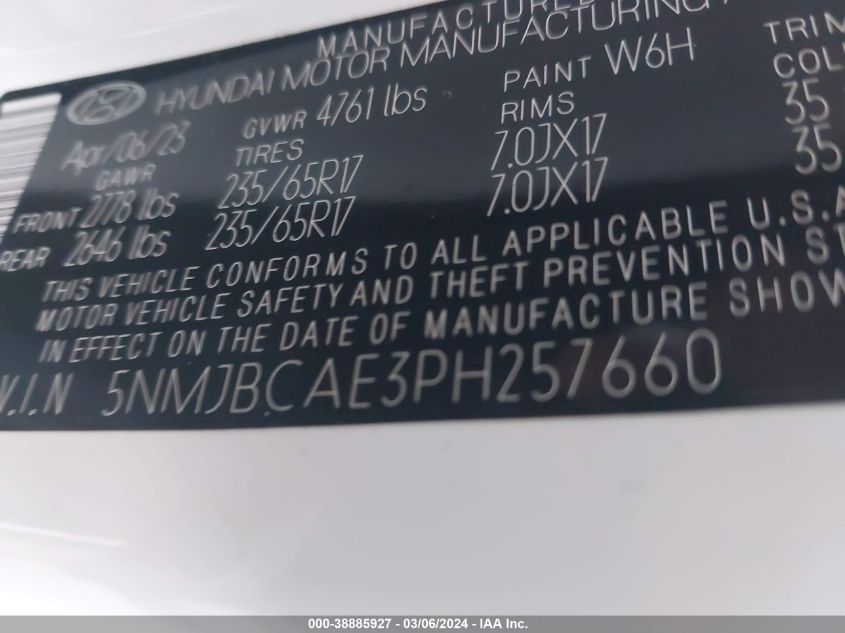 MANUFACTURED
HYUNDAI MOTOR MANUFACTURING
Apr/06/23 GVWR 4761 lbs PAINT W6H TRIM
GAWR TIRES RIMS COL
FRONT 2778 lbs 235/65R17 7.0JX17 35
REAR 2646 lbs 235/65R17 7.0JX17 35
THIS VEHICLE CONFORMS TO ALL APPLICABLE U.S.A
MOTOR VEHICLE SAFETY AND THEFT PREVENTION ST
IN EFFECT ON THE DATE OF MANUFACTURE SHOW
V.I.N 5NMJBCAE3PH257660
000-38885927 - 03/06/2024 - IAA Inc.